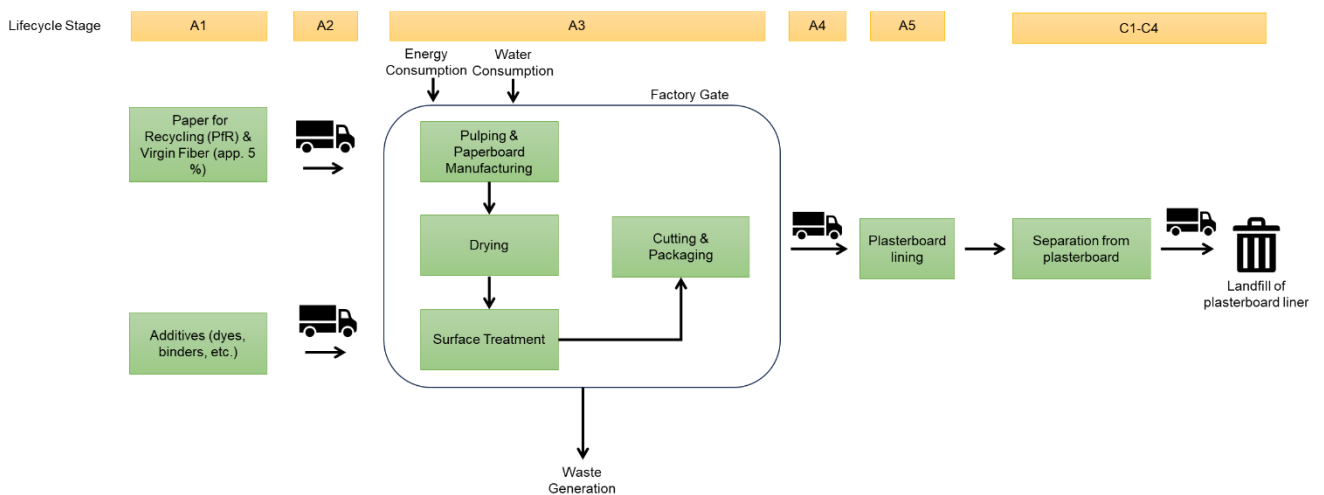 Lifecycle Stage
A1
A2
A3
A4
A5
C1-C4
Energy
Consumption
Water
Consumption
Factory Gate
Paper for
Recycling (PfR) &
Virgin Fiber (app. 5
%)
Pulping &
Paperboard
Manufacturing
Drying
Cutting &
Packaging
Plasterboard
lining
Separation from
plasterboard
Landfill of
plasterboard liner
Additives (dyes,
binders, etc.)
Surface Treatment
Waste
Generation